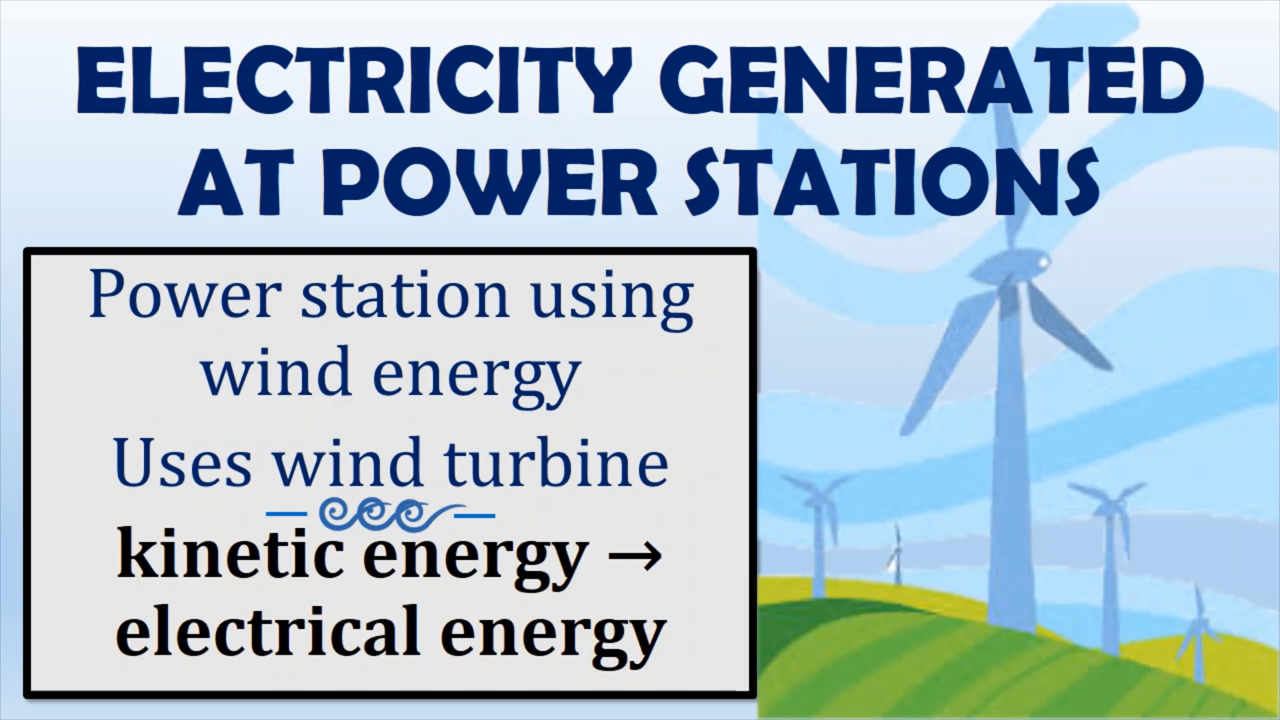 ELECTRICITY GENERATED
AT POWER STATIONS
Power station using
wind energy
Uses wind turbine
kinetic energy →
electrical energy